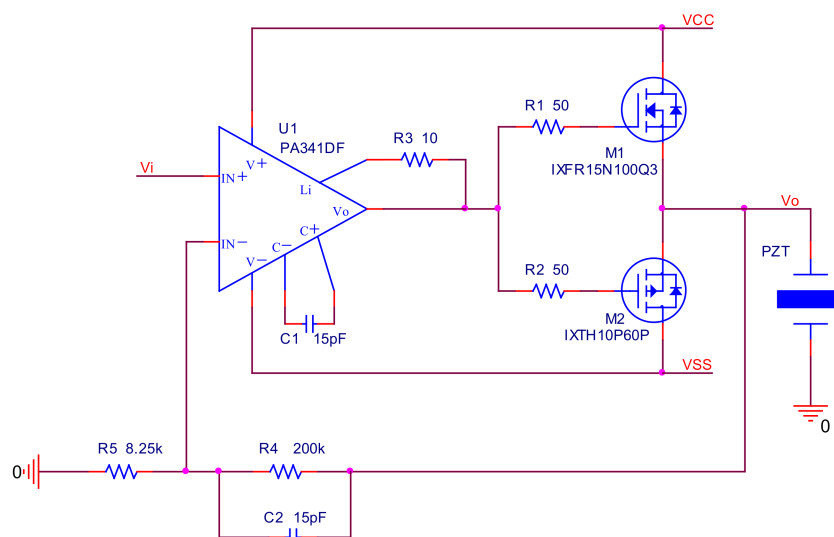 VCC
U1
PA341DF
R3 10
R1 50
M1
IXFR15N100Q3
Vi
IN+
V+
Li
Vo
Vo
C+
C-
IN-
V-
PZT
R2 50
M2
IXTH10P60P
C1 15pF
VSS
0
R5 8.25k
R4 200k
0
C2 15pF